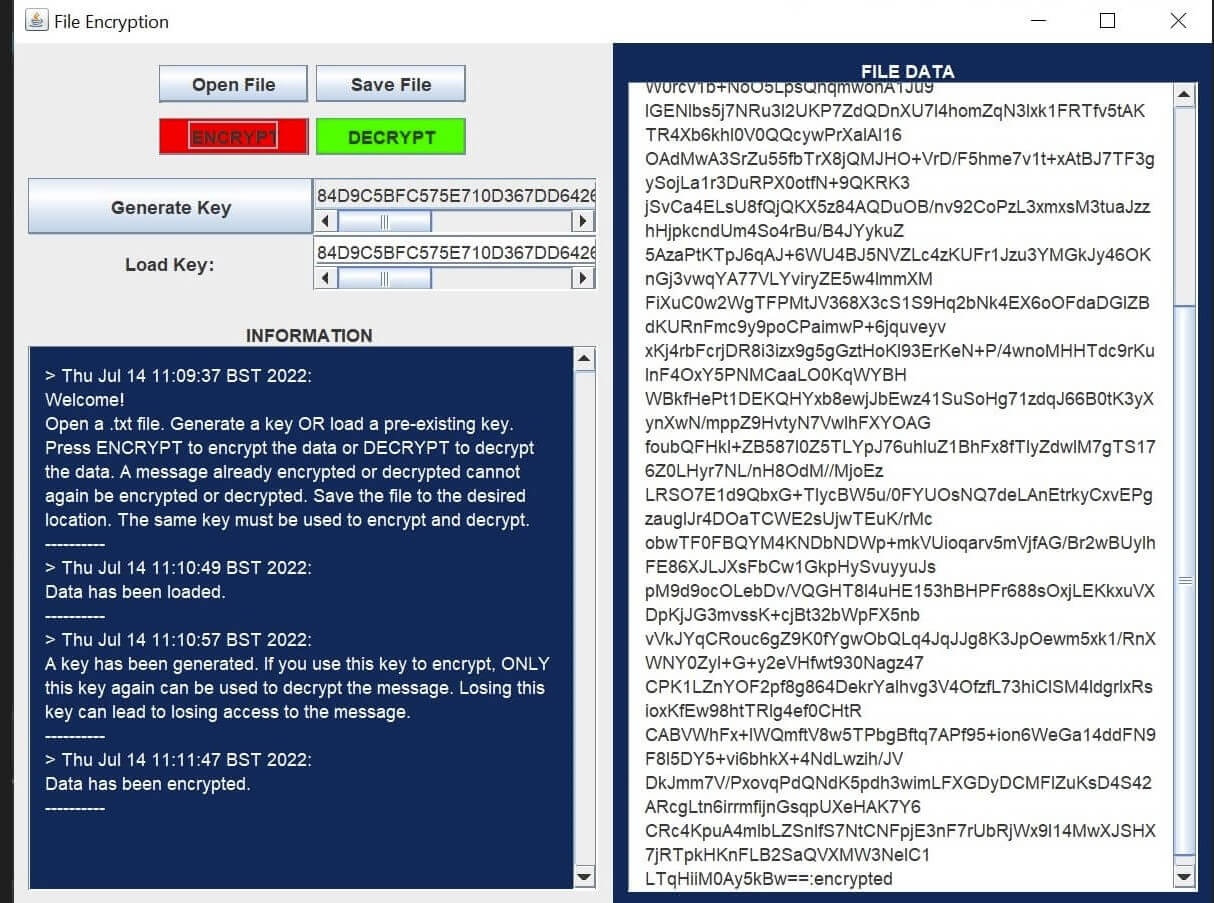 File Encryption
Open File
Save File
ENCRYPT
DECRYPT
Generate Key
84D9C5BFC575E710D367DD6426
Load Key:
84D9C5BFC575E710D367DD6426
INFORMATION
> Thu Jul 14 11:09:37 BST 2022:
Welcome!
Open a .txt file. Generate a key OR load a pre-existing key.
Press ENCRYPT to encrypt the data or DECRYPT to decrypt
the data. A message already encrypted or decrypted cannot
again be encrypted or decrypted. Save the file to the desired
location. The same key must be used to encrypt and decrypt.
----------
> Thu Jul 14 11:10:49 BST 2022:
Data has been loaded.
----------
> Thu Jul 14 11:10:57 BST 2022:
A key has been generated. If you use this key to encrypt, ONLY
this key again can be used to decrypt the message. Losing this
key can lead to losing access to the message.
----------
> Thu Jul 14 11:11:47 BST 2022:
Data has been encrypted.
----------
FILE DATA
lGENlbs5j7NRu3l2UKP7ZdQDnXU7l4homZqN3lxk1FRTfv5tAK
TR4Xb6khl0V0QQcywPrXalAl16
OAdMwA3SrZu55fbTrX8jQMJHO+VrD/F5hme7v1t+xAtBJ7TF3g
ySojLa1r3DuRPX0otfN+9QKRK3
jSvCa4ELsU8fQjQKX5z84AQDuOB/nv92CoPzL3xmxsM3tuaJzz
hHjpkcndUm4So4rBu/B4JYykuZ
5AzaPtKTpJ6qAJ+6WU4BJ5NVZLc4zKUFr1Jzu3YMGkJy46OK
nGj3vwqYA77VLYviryZE5w4lmmXM
FiXuC0w2WgTFPMtJV368X3cS1S9Hq2bNk4EX6oOFdaDGlZB
dKURnFmc9y9poCPaimwP+6jquveyv
xKj4rbFcrjDR8i3izx9g5gGztHoKl93ErKeN+P/4wnoMHHTdc9rKu
lnF4OxY5PNMCaaLO0KqWYBH
WBkfHePt1DEKQHYxb8ewjJbEwz41SuSoHg71zdqJ66B0tK3yX
ynXwN/mppZ9HvtyN7VwlhFXYOAG
foubQFHkl+ZB587l0Z5TLYpJ76uhluZ1BhFx8fTlyZdwlM7gTS17
6Z0LHyr7NL/nH8OdM//MjoEz
LRSO7E1d9QbxG+TlycBW5u/0FYUOsNQ7deLAnEtrkyCxvEPg
zauglJr4DOaTCWE2sUjwTEuK/rMc
obwTF0FBQYM4KNDbNDWp+mkVUioqarv5mVjfAG/Br2wBUylh
FE86XJLJXsFbCw1GkpHySvuyyuJs
pM9d9ocOLebDv/VQGHT8l4uHE153hBHPFr688sOxjLEKkxuVX
DpKjJG3mvssK+cjBt32bWpFX5nb
vVkJYqCRouc6gZ9K0fYgwObQLq4JqJJg8K3JpOewm5xk1/RnX
WNY0Zyl+G+y2eVHfwt930Nagz47
CPK1LZnYOF2pf8g864DekrYalhvg3V4OfzfL73hiClSM4ldgrlxRs
ioxKfEw98htTRlg4ef0CHtR
CABVWhFx+lWQmftV8w5TPbgBftq7APf95+ion6WeGa14ddFN9
F8l5DY5+vi6bhkX+4NdLwzih/JV
DkJmm7V/PxovqPdQNdK5pdh3wimLFXGDyDCMFlZuKsD4S42
ARcgLtn6irrmfijnGsqpUXeHAK7Y6
CRc4KpuA4mlbLZSnlfS7NtCNFpjE3nF7rUbRjWx9l14MwXJSHX
7jRTpkHKnFLB2SaQVXMW3NelC1
LTqHiiM0Ay5kBw==:encrypted